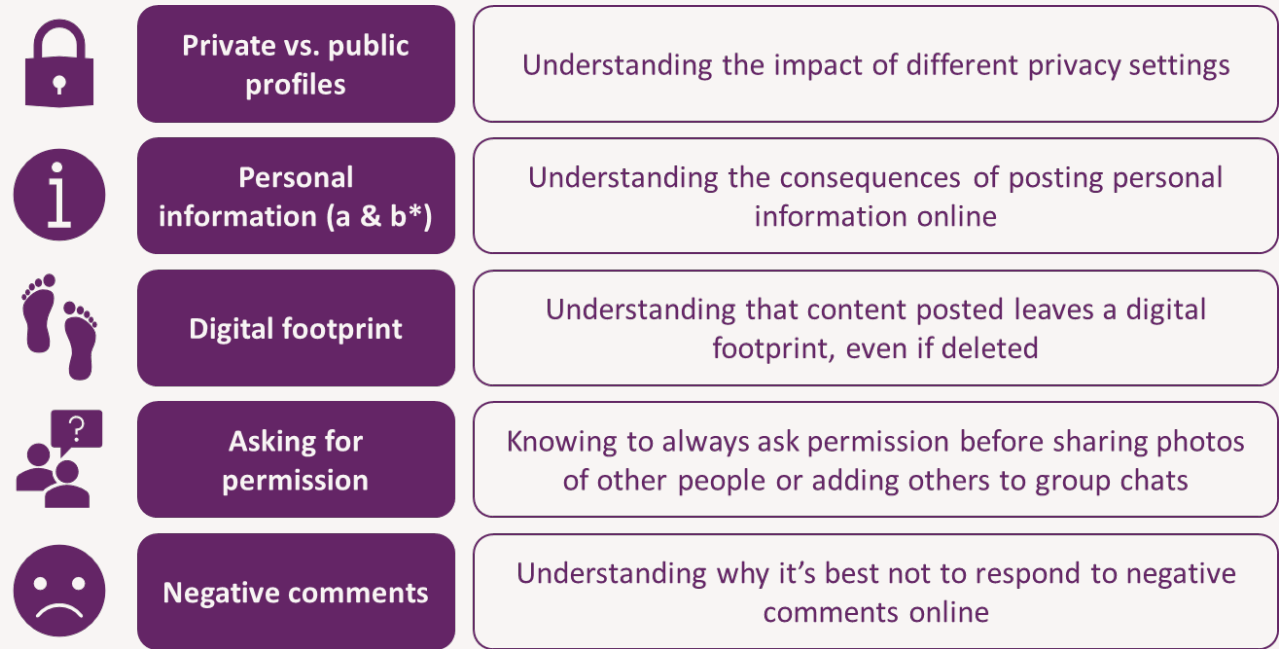 Private vs. public
profiles
Understanding the impact of different privacy settings
Personal
information (a & b*)
Understanding the consequences of posting personal
information online
Digital footprint
Understanding that content posted leaves a digital
footprint, even if deleted
?
Asking for
permission
Knowing to always ask permission before sharing photos
of other people or adding others to group chats
Negative comments
Understanding why it’s best not to respond to negative
comments online